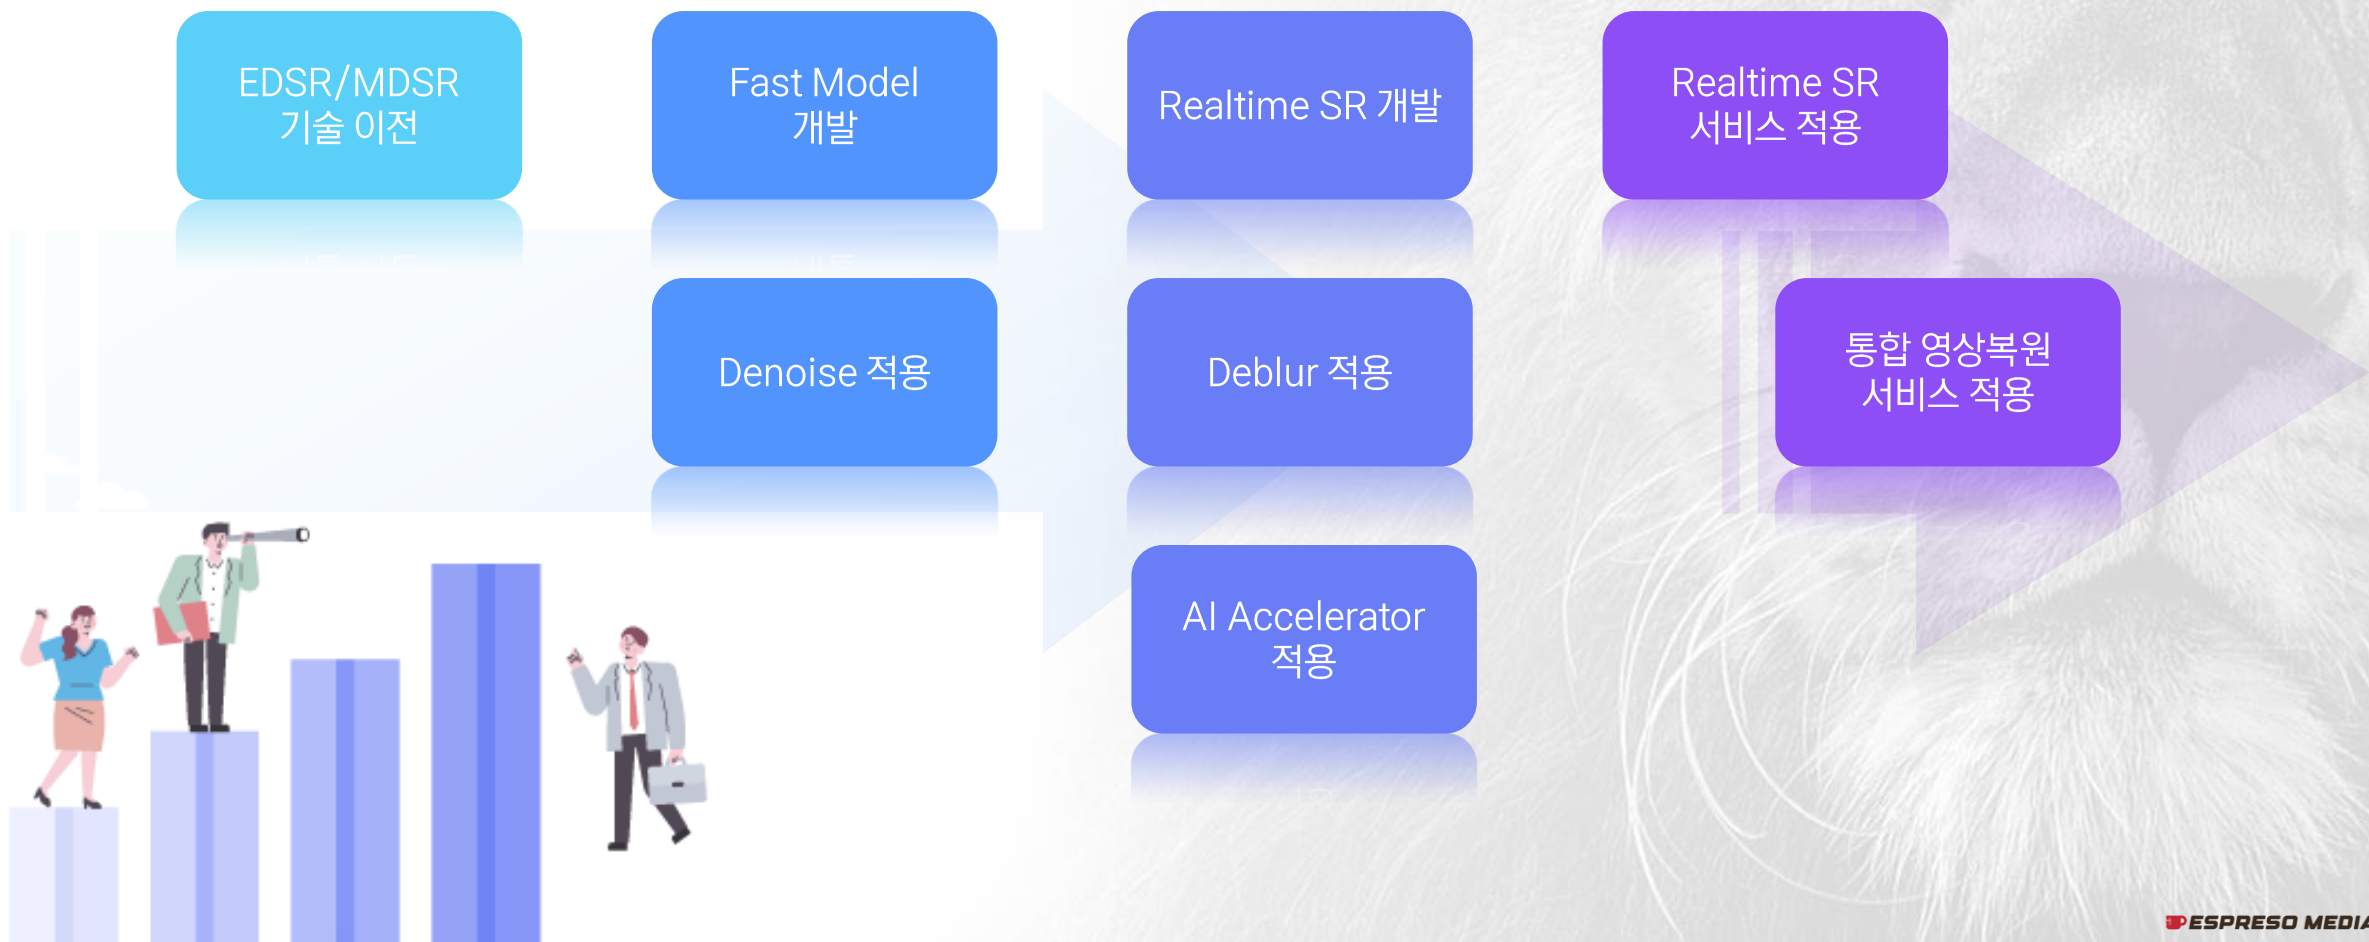 EDSR/MDSR
기술 이전
Fast Model
개발
Realtime SR 개발
Realtime SR
서비스 적용
Denoise 적용
Deblur 적용
통합 영상복원
서비스 적용
AI Accelerator
적용
ESPRESO MEDIA